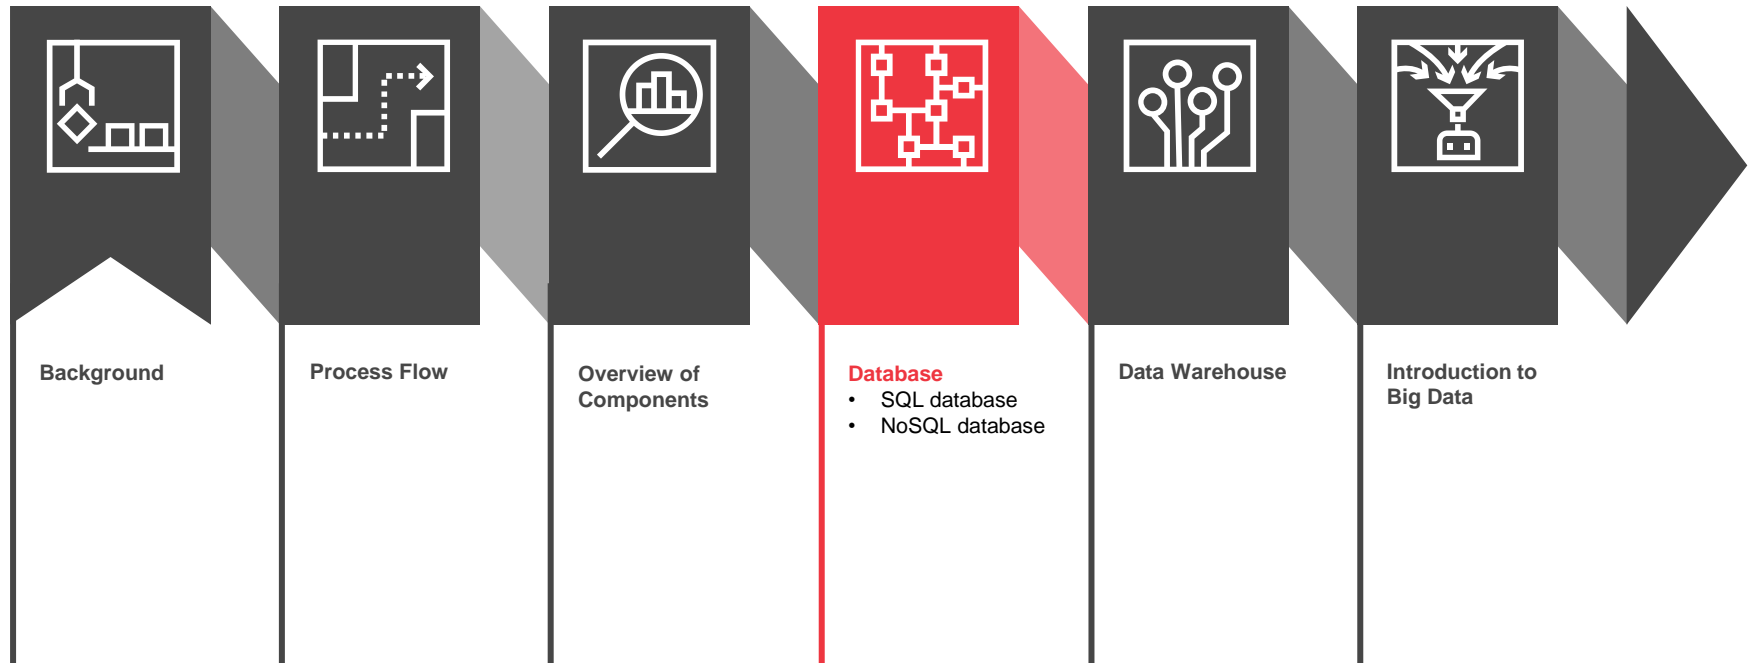 Background
Process Flow
Overview of
Components
Database
• SQL database
• NoSQL database
Data Warehouse
Introduction to
Big Data